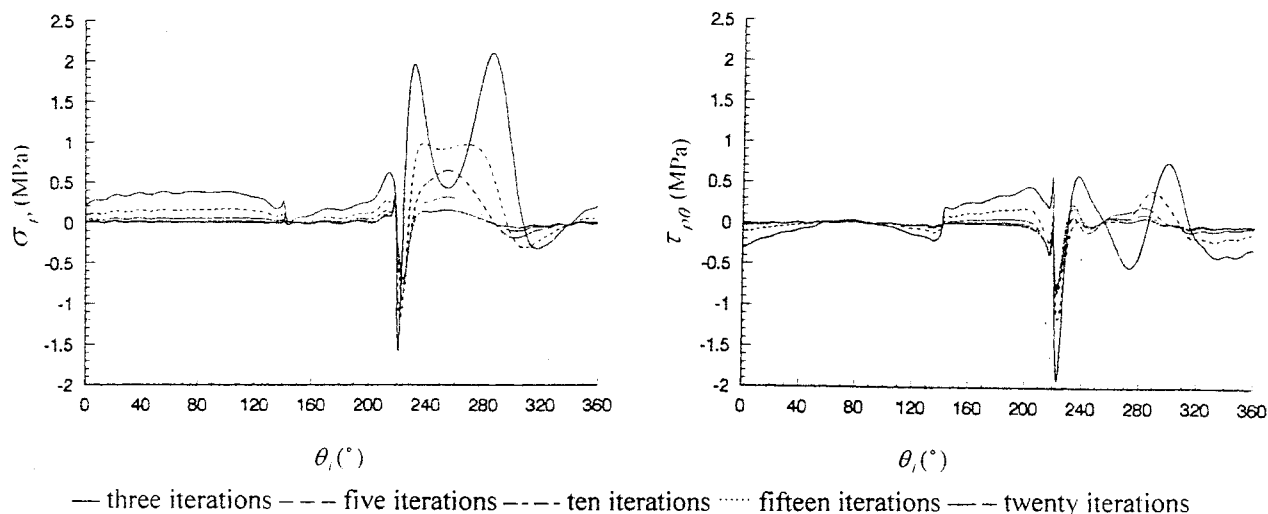 2.5
2
1.5
1
0.5
0
-0.5
-1
-1.5
-2
σρ (MPa)
0 40 80 120 160 200 240 280 320 360
θi(°)
2.5
2
1.5
1
0.5
0
-0.5
-1
-1.5
-2
τρθ (MPa)
0 40 80 120 160 200 240 280 320 360
θi(°)
three iterations five iterations ten iterations fifteen iterations twenty iterations